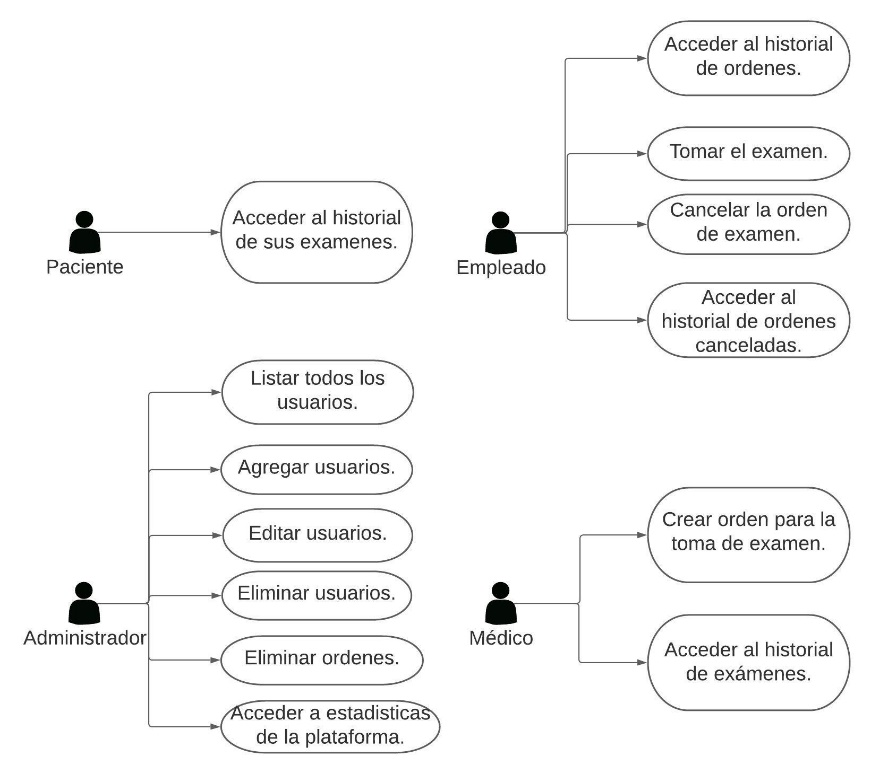 Paciente
Acceder al historial
de sus examenes.
Empleado
Acceder al historial
de ordenes.
Tomar el examen.
Cancelar la orden
de examen.
Acceder al
historial de ordenes
canceladas.
Administrador
Listar todos los
usuarios.
Agregar usuarios.
Editar usuarios.
Eliminar usuarios.
Eliminar ordenes.
Acceder a estadisticas
de la plataforma.
Médico
Crear orden para la
toma de examen.
Acceder al historial
de exámenes.